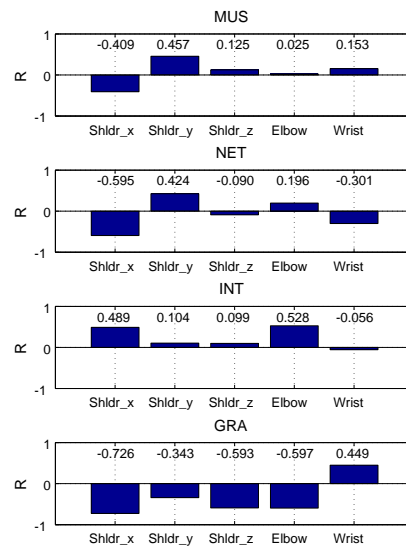 MUS
1
-0.409 0.457 0.125 0.025 0.153
R
0
-1
Shldr_x Shldr_y Shldr_z Elbow Wrist
NET
1
-0.595 0.424 -0.090 0.196 -0.301
R
0
-1
Shldr_x Shldr_y Shldr_z Elbow Wrist
INT
1
0.489 0.104 0.099 0.528 -0.056
R
0
-1
Shldr_x Shldr_y Shldr_z Elbow Wrist
GRA
1
-0.726 -0.343 -0.593 -0.597 0.449
R
0
-1
Shldr_x Shldr_y Shldr_z Elbow Wrist